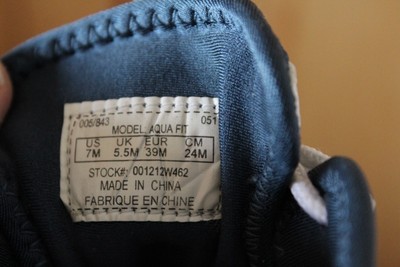 005/843 051
MODEL: AQUA FIT
US UK EUR CM
7M 5.5M 39M 24M
STOCK#: 001212W462
MADE IN CHINA
FABRIQUE EN CHINE